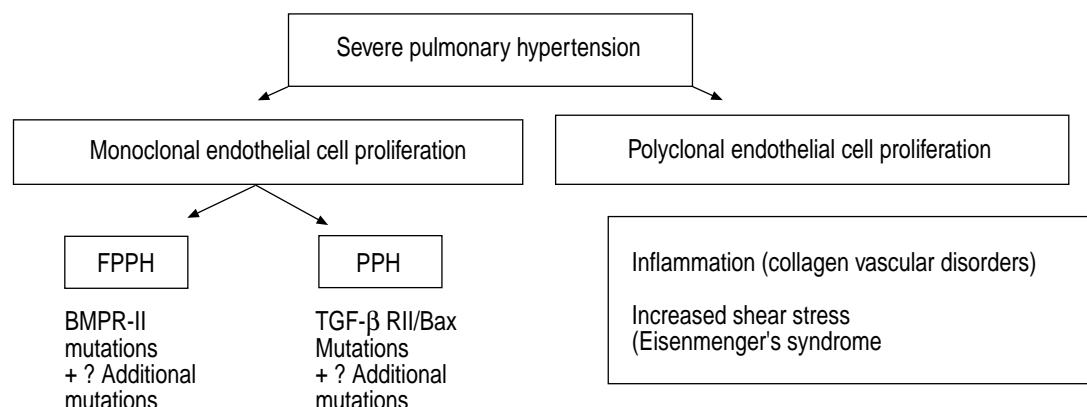 Severe pulmonary hypertension
Monoclonal endothelial cell proliferation
Polyclonal endothelial cell proliferation
FPPH
PPH
BMPR-II
mutations
+ ? Additional
mutations
TGF-β RII/Bax
Mutations
+ ? Additional
mutations
Inflammation (collagen vascular disorders)
Increased shear stress
(Eisenmenger's syndrome